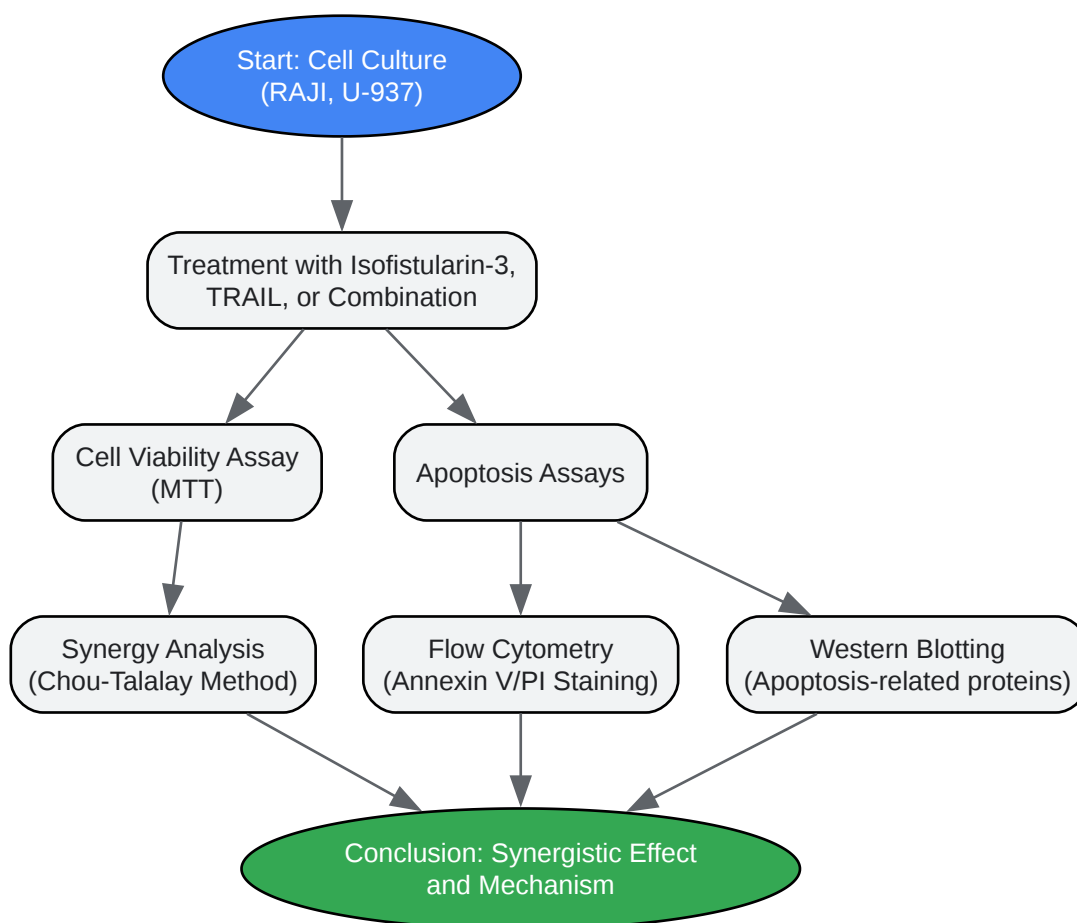 Start: Cell Culture
(RAJI, U-937)
Treatment with Isofistularin-3,
TRAIL, or Combination
Cell Viability Assay
(MTT)
Apoptosis Assays
Synergy Analysis
(Chou-Talalay Method)
Flow Cytometry
(Annexin V/PI Staining)
Western Blotting
(Apoptosis-related proteins)
Conclusion: Synergistic Effect
and Mechanism